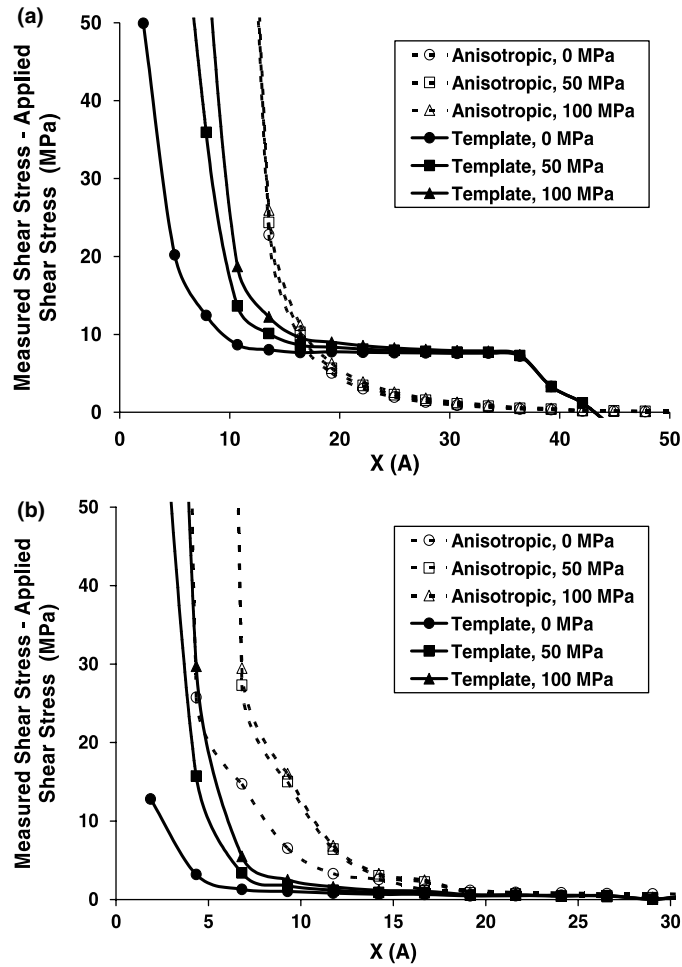 (a)
Measured Shear Stress - Applied
Shear Stress (MPa)
50
40
30
20
10
0
Anisotropic, 0 MPa
Anisotropic, 50 MPa
Anisotropic, 100 MPa
Template, 0 MPa
Template, 50 MPa
Template, 100 MPa
0 10 20 30 40 50
X (A)
(b)
Measured Shear Stress - Applied
Shear Stress (MPa)
50
40
30
20
10
0
Anisotropic, 0 MPa
Anisotropic, 50 MPa
Anisotropic, 100 MPa
Template, 0 MPa
Template, 50 MPa
Template, 100 MPa
0 5 10 15 20 25 30
X (A)